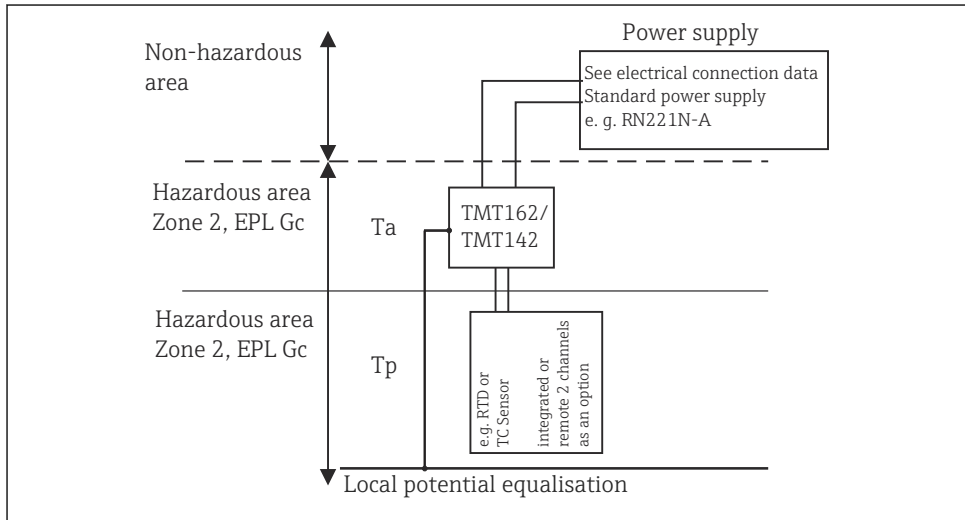 Power supply
Non-hazardous
area
See electrical connection data
Standard power supply
e. g. RN221N-A
Hazardous area
Zone 2, EPL Gc
Ta
TMT162/
TMT142
Hazardous area
Zone 2, EPL Gc
Tp
e.g. RTD or
TC Sensor
integrated or
remote 2 channels
as an option
Local potential equalisation